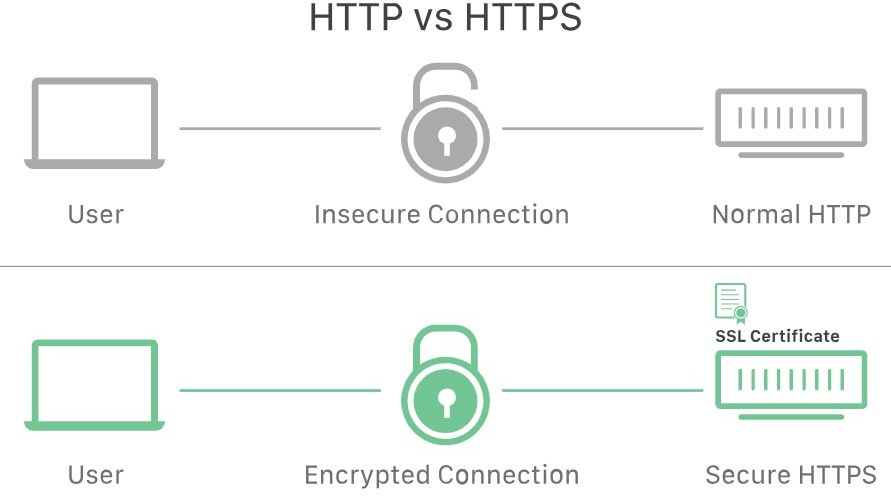 HTTP vs HTTPS
User
Insecure Connection
Normal HTTP
SSL Certificate
User
Encrypted Connection
Secure HTTPS